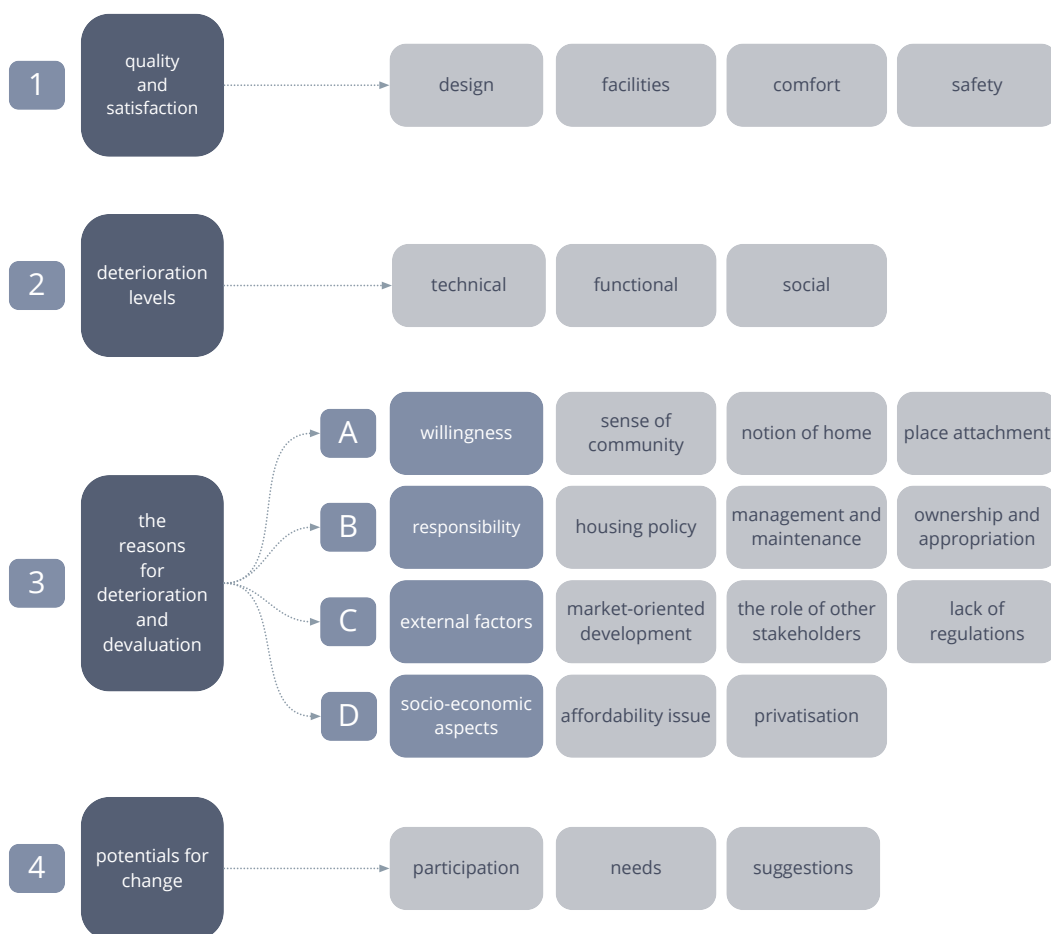 1
quality
and
satisfaction
design
facilities
comfort
safety
2
deterioration
levels
technical
functional
social
3
the
reasons
for
deterioration
and
devaluation
A
willingness
sense of
community
notion of home
place attachment
B
responsibility
housing policy
management and
maintenance
ownership and
appropriation
C
external factors
market-oriented
development
the role of other
stakeholders
lack of
regulations
D
socio-economic
aspects
affordability issue
privatisation
4
potentials for
change
participation
needs
suggestions